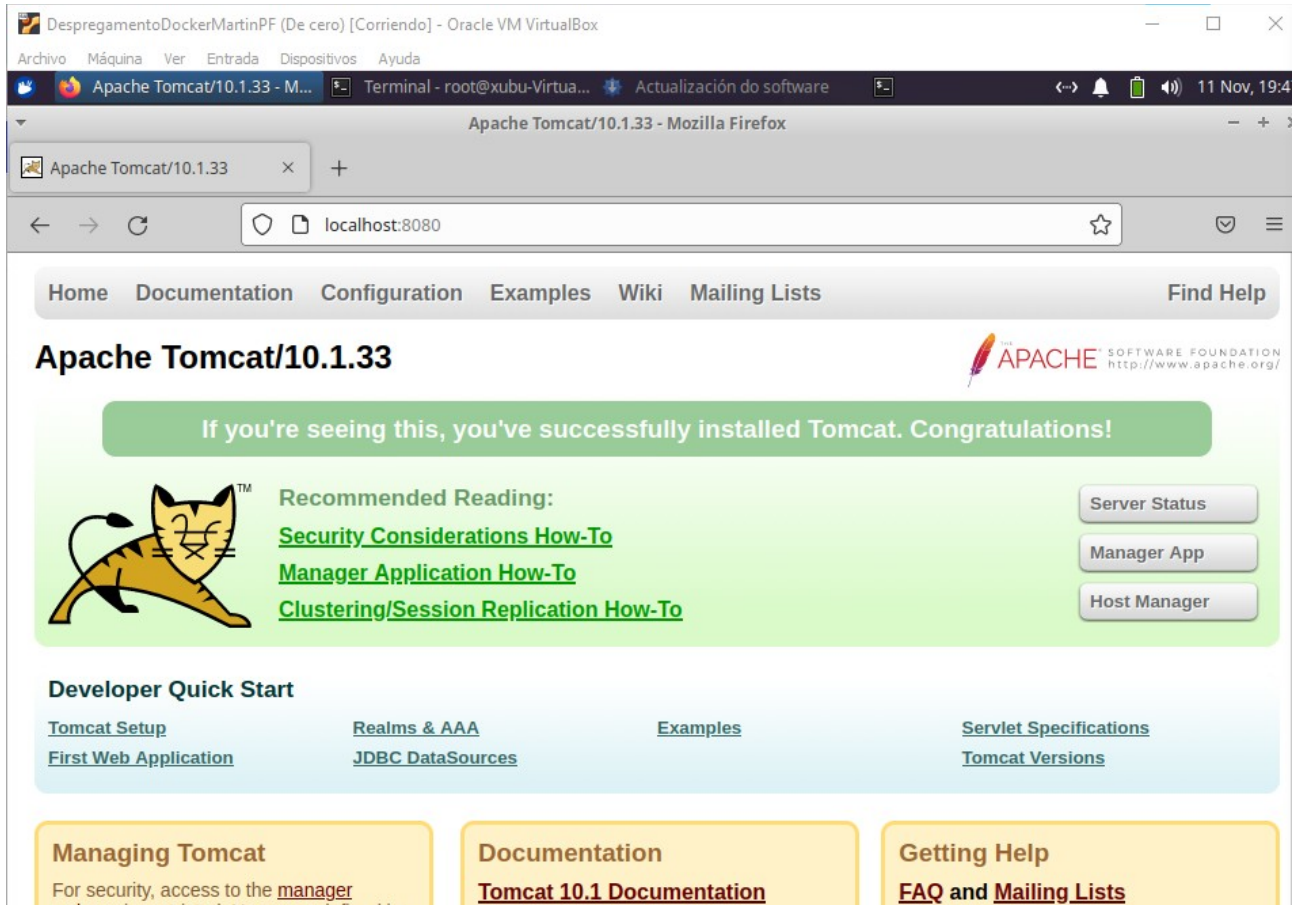 DespregamentoDockerMartinPF (De cero) [Corriendo] - Oracle VM VirtualBox
Archivo Máquina Ver Entrada Dispositivos Ayuda
Apache Tomcat/10.1.33 - M... Terminal - root@xubu-Virtua... Actualización do software 11 Nov, 19:4
Apache Tomcat/10.1.33 - Mozilla Firefox
Apache Tomcat/10.1.33
localhost:8080
Home Documentation Configuration Examples Wiki Mailing Lists Find Help
Apache Tomcat/10.1.33
THE APACHE SOFTWARE FOUNDATION
http://www.apache.org/
If you're seeing this, you've successfully installed Tomcat. Congratulations!
TM
Recommended Reading:
Security Considerations How-To
Manager Application How-To
Clustering/Session Replication How-To
Server Status
Manager App
Host Manager
Developer Quick Start
Tomcat Setup Realms & AAA Examples Servlet Specifications
First Web Application JDBC DataSources Tomcat Versions
Managing Tomcat
For security, access to the manager
Documentation
Tomcat 10.1 Documentation
Getting Help
FAQ and Mailing Lists